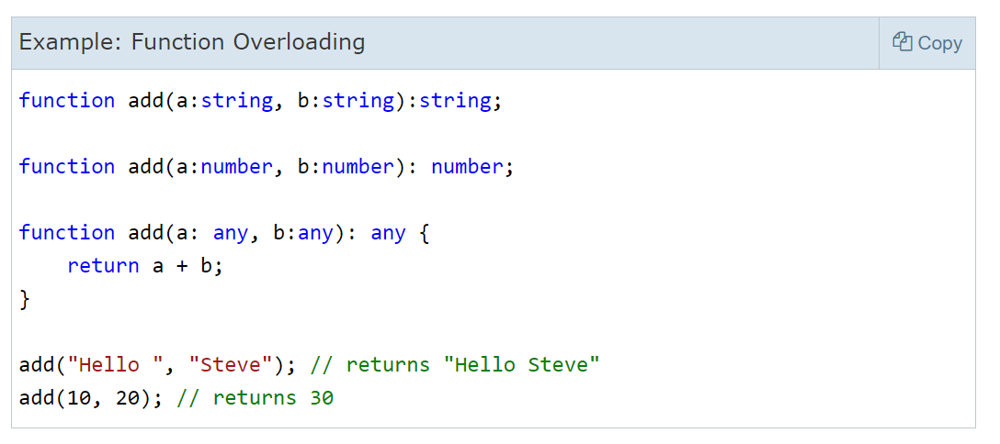 Example: Function Overloading
Copy
function add(a:string, b:string):string;
function add(a:number, b:number): number;
function add(a: any, b:any): any {
    return a + b;
}
add("Hello ", "Steve"); // returns "Hello Steve"
add(10, 20); // returns 30